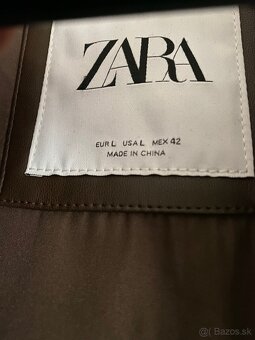 ZARA
EUR L USA L MEX 42
MADE IN CHINA
© Bazos.sk